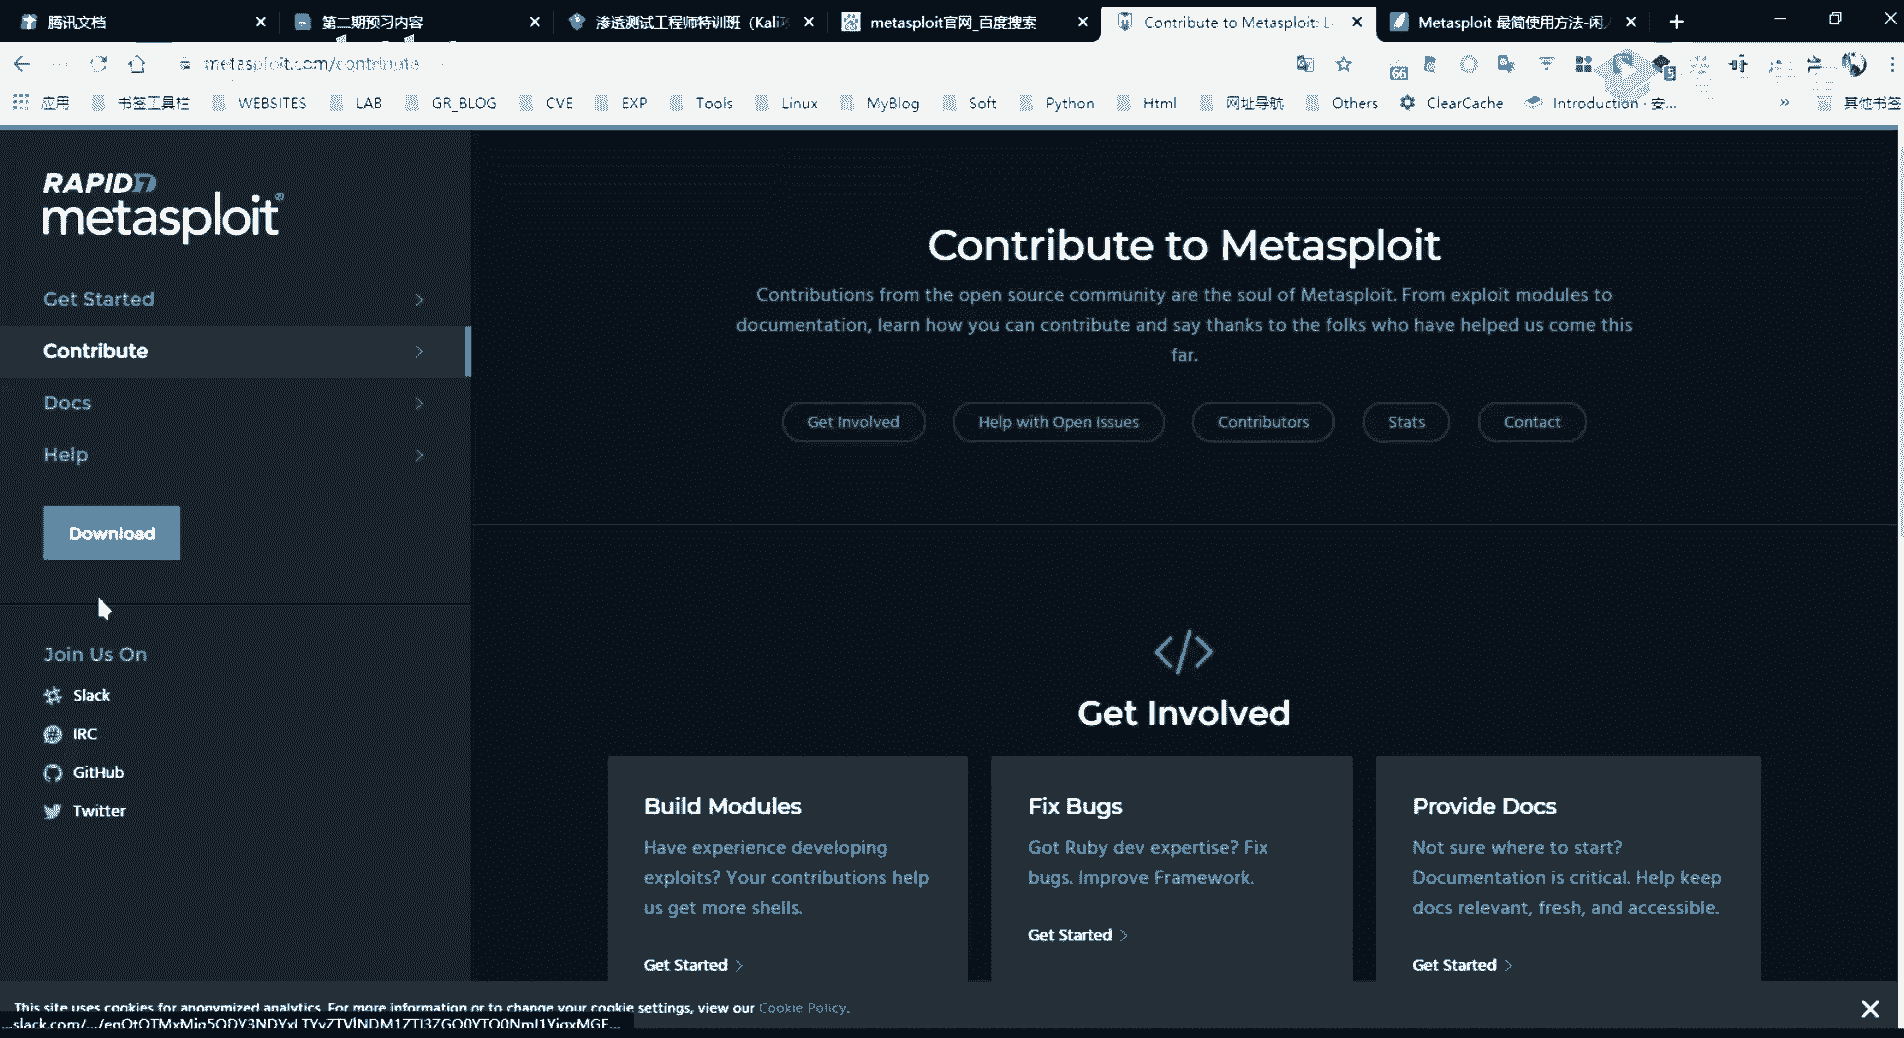 腾讯文档
第二期预习内容
渗透测试工程师特训班（Kali
metasploit官网_百度搜索
Contribute to Metasploit:
Metasploit 最简使用方法-闲
metasploit.com/contribute
应用
书签工具栏
WEBSITES
LAB
GR_BLOG
CVE
EXP
Tools
Linux
MyBlog
Soft
Python
Html
网址导航
Others
ClearCache
Introduction · 安...
»
其他书签
RAPID7
metasploit®
Get Started
Contribute
Docs
Help
Download
Join Us On
Slack
IRC
GitHub
Twitter
Contribute to Metasploit
Contributions from the open source community are the soul of Metasploit. From exploit modules to
documentation, learn how you can contribute and say thanks to the folks who have helped us come this
far.
Get Involved
Help with Open Issues
Contributors
Stats
Contact
</>
Get Involved
Build Modules
Have experience developing
exploits? Your contributions help
us get more shells.
Get Started
Fix Bugs
Got Ruby dev expertise? Fix
bugs. Improve Framework.
Get Started
Provide Docs
Not sure where to start?
Documentation is critical. Help keep
docs relevant, fresh, and accessible.
Get Started
This site uses cookies for anonymized analytics. For more information or to change your cookie settings, view our Cookie Policy.